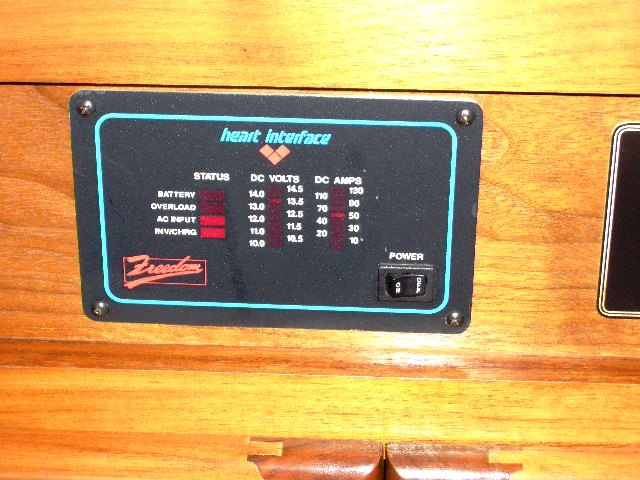 heart interface
STATUS DC VOLTS DC AMPS
BATTERY
OVERLOAD
AC INPUT
INV/CHRG
14.0
13.0
12.0
11.0
10.0
14.5
13.5
12.5
11.5
10.5
110
70
40
20
130
90
50
30
10
Freedom
POWER
ON